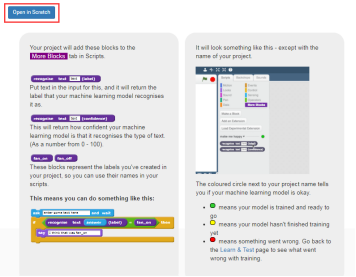 Open in Scratch
Your project will add these blocks to the
More Blocks tab in Scripts.
recognise text text (label)
Put text in the input for this, and it will return the
label that your machine learning model recognises
it as.
recognise text text (confidence)
This will return how confident your machine
learning model is that it recognises the type of text.
(As a number from 0 - 100).
fan_on fan_off
These blocks represent the labels you've created in
your project, so you can use their names in your
scripts.
This means you can do something like this:
ask and wait
if recognise text answer (label) = fan_on then
say
It will look something like this - except with the
name of your project.
More Blocks
Make a Block
Add an Extension
The coloured circle next to your project name tells
you if your machine learning model is okay.
means your model is trained and ready to
go
means your model hasn't finished training
yet
means something went wrong. Go back to
the Learn & Test page to see what went
wrong with training.